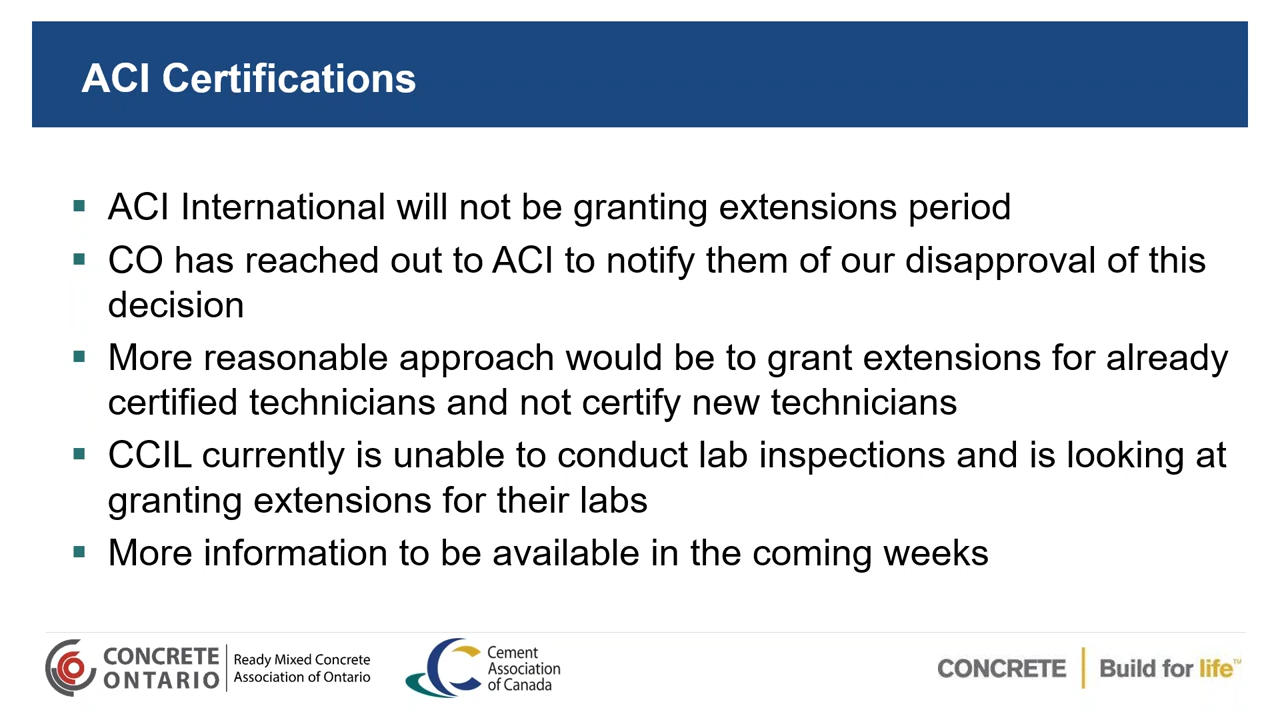 ACI Certifications
▪ ACI International will not be granting extensions period
▪ CO has reached out to ACI to notify them of our disapproval of this
decision
▪ More reasonable approach would be to grant extensions for already
certified technicians and not certify new technicians
▪ CCIL currently is unable to conduct lab inspections and is looking at
granting extensions for their labs
▪ More information to be available in the coming weeks
CONCRETE
ONTARIO
Ready Mixed Concrete
Association of Ontario
Cement
Association
of Canada
CONCRETE | Build for life™